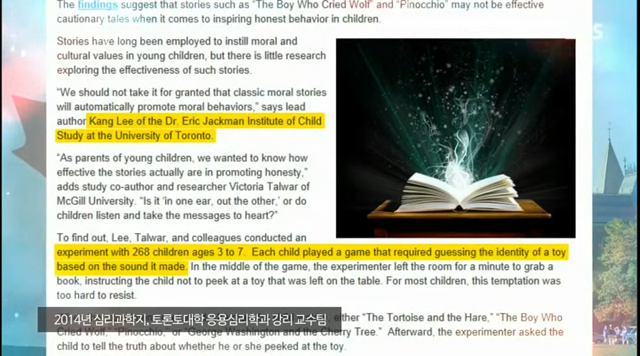 The findings suggest that stories such as “The Boy Who Cried Wolf” and “Pinocchio” may not be effective
cautionary tales when it comes to inspiring honest behavior in children.
Stories have long been employed to instill moral and
cultural values in young children, but there is little research
exploring the effectiveness of such stories.
“We should not take it for granted that classic moral stories
will automatically promote moral behaviors,” says lead
author Kang Lee of the Dr. Eric Jackman Institute of Child
Study at the University of Toronto.
“As parents of young children, we wanted to know how
effective the stories actually are in promoting honesty,”
adds study co-author and researcher Victoria Talwar of
McGill University. “Is it ‘in one ear, out the other,’ or do
children listen and take the messages to heart?”
To find out, Lee, Talwar, and colleagues conducted an
experiment with 268 children ages 3 to 7. Each child played a game that required guessing the identity of a toy
based on the sound it made. In the middle of the game, the experimenter left the room for a minute to grab a
book, instructing the child not to peek at a toy that was left on the table. For most children, this temptation was
too hard to resist.
either “The Tortoise and the Hare,” “The Boy Who
2014년 심리과학지, 토론토대학 응용심리학과 강리 교수팀
Cried Wolf,” “Pinocchio,” or “George Washington and the Cherry Tree.” Afterward, the experimenter asked the
child to tell the truth about whether he or she peeked at the toy.